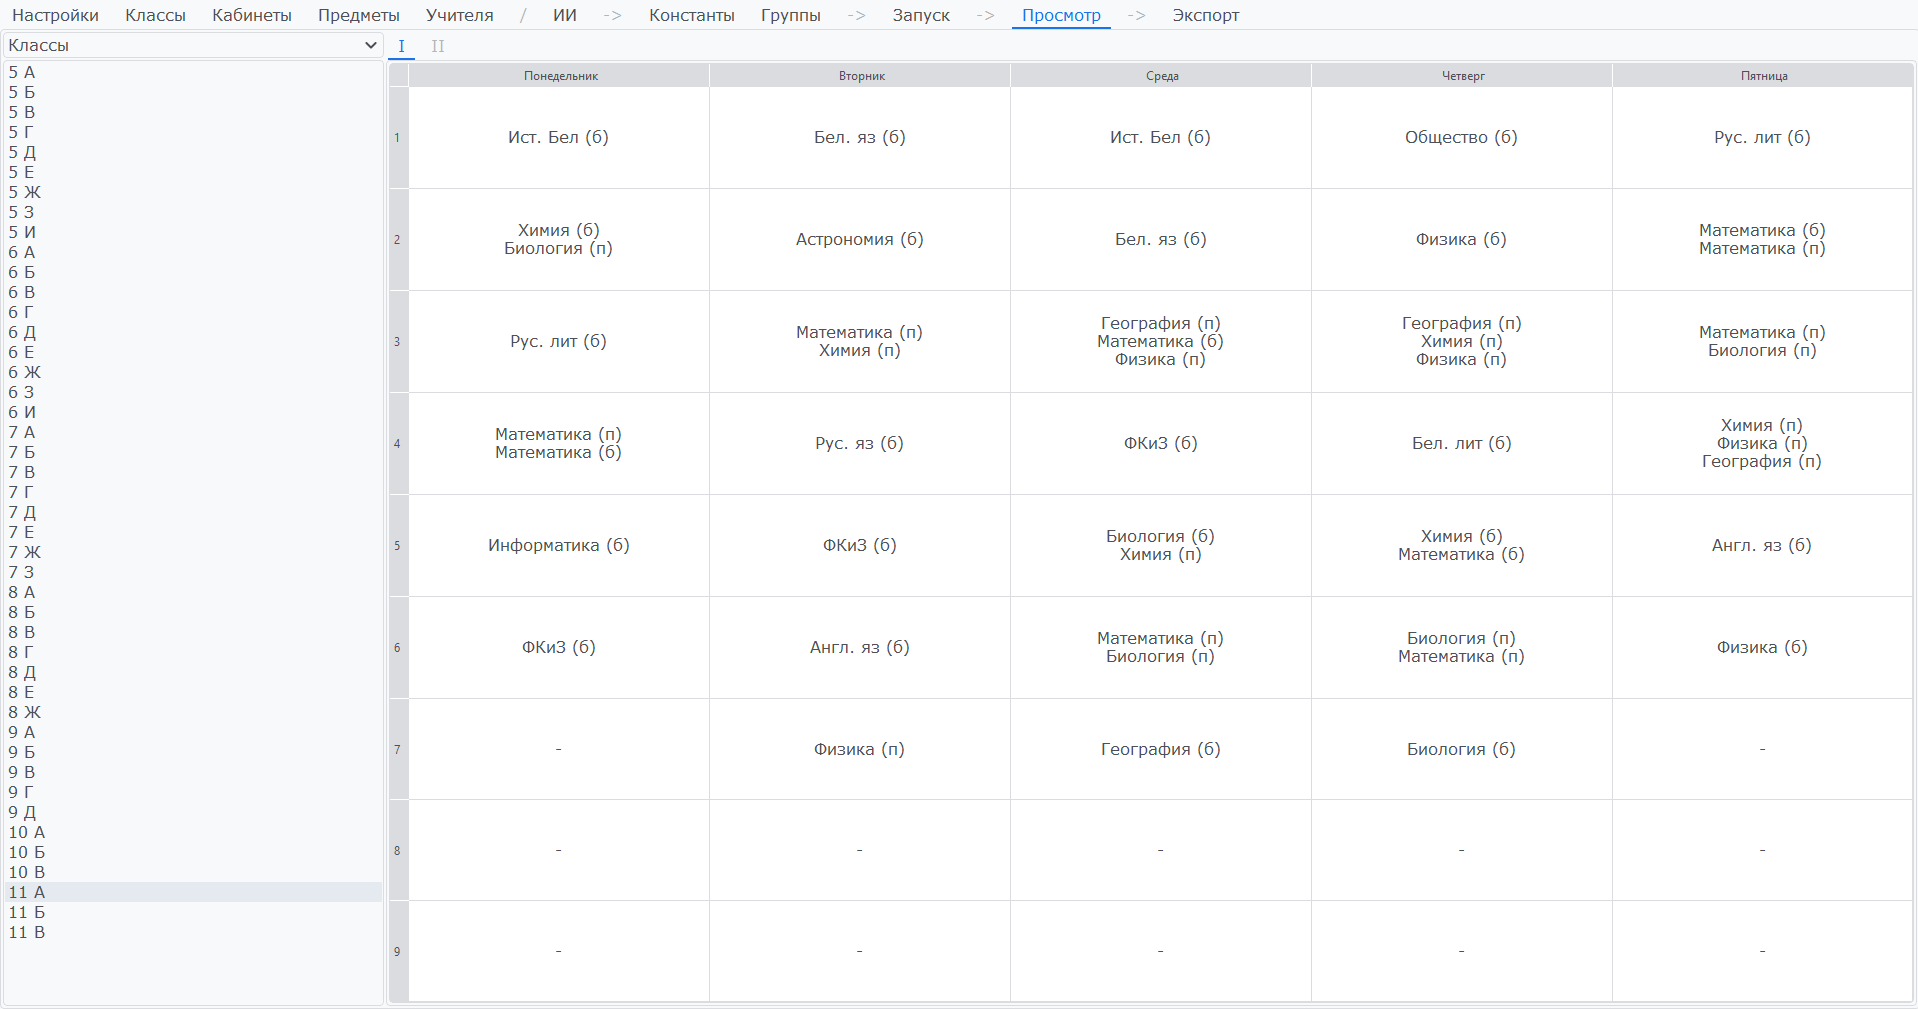 Настройки Классы Кабинеты Предметы Учителя / ИИ -> Константы Группы -> Запуск -> Просмотр -> Экспорт
Классы
I II
5 А
5 Б
5 В
5 Г
5 Д
5 Е
5 Ж
5 З
5 И
6 А
6 Б
6 В
6 Г
6 Д
6 Е
6 Ж
6 З
6 И
7 А
7 Б
7 В
7 Г
7 Д
7 Е
7 Ж
7 З
8 А
8 Б
8 В
8 Г
8 Д
8 Е
8 Ж
9 А
9 Б
9 В
9 Г
9 Д
10 А
10 Б
10 В
11 А
11 Б
11 В
Понедельник Вторник Среда Четверг Пятница
1
Ист. Бел (б)
Бел. яз (б)
Ист. Бел (б)
Общество (б)
Рус. лит (б)
2
Химия (б)
Биология (п)
Астрономия (б)
Бел. яз (б)
Физика (б)
Математика (б)
Математика (п)
3
Рус. лит (б)
Математика (п)
Химия (п)
География (п)
Математика (б)
Физика (п)
География (п)
Химия (п)
Физика (п)
Математика (п)
Биология (п)
4
Математика (п)
Математика (б)
Рус. яз (б)
ФКиЗ (б)
Бел. лит (б)
Химия (п)
Физика (п)
География (п)
5
Информатика (б)
ФКиЗ (б)
Биология (б)
Химия (п)
Химия (б)
Математика (б)
Англ. яз (б)
6
ФКиЗ (б)
Англ. яз (б)
Математика (п)
Биология (п)
Биология (п)
Математика (п)
Физика (б)
7
-
Физика (п)
География (б)
Биология (б)
-
8
-
-
-
-
-
9
-
-
-
-
-